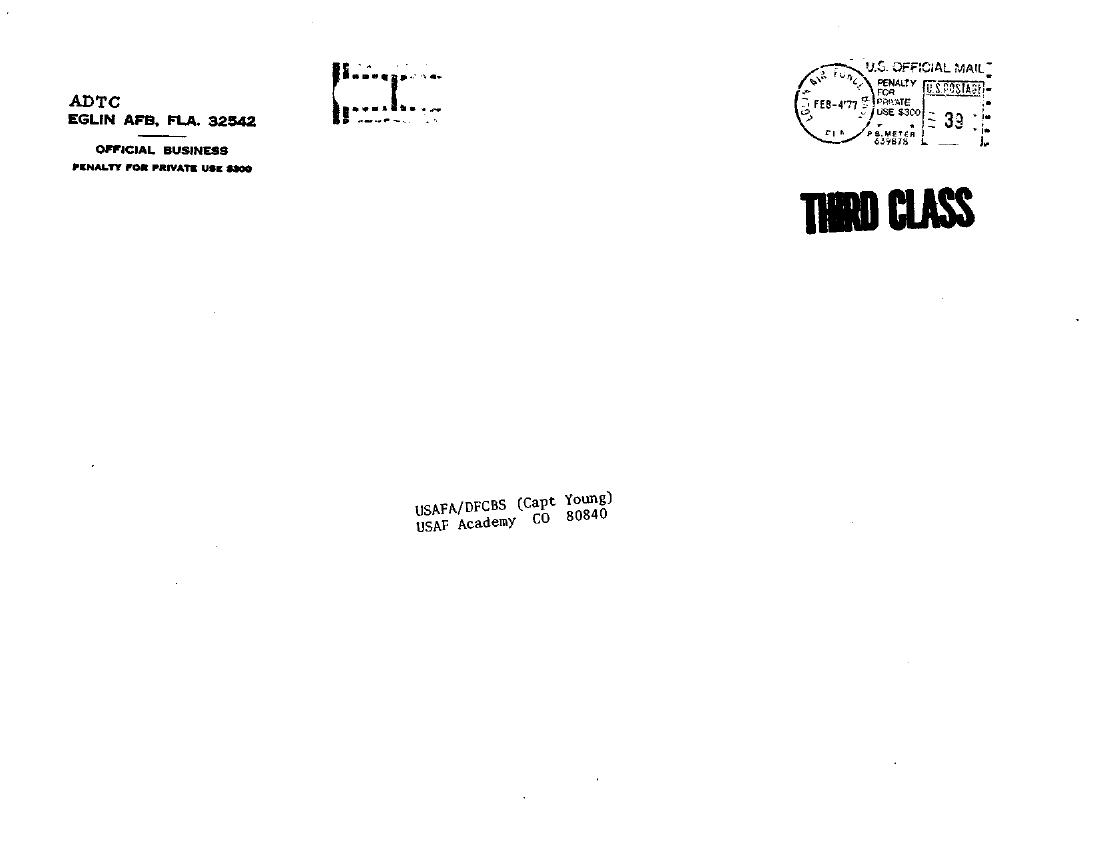 ADTC
EGLIN AFB, FLA. 32542
OFFICIAL BUSINESS
PENALTY FOR PRIVATE USE $300
EGLIN AIR FORCE BASE
FEB-4'77
FLA
U.S. OFFICIAL MAIL
PENALTY
FOR
PRIVATE
USE $300
P.B. METER
639878
U.S. POSTAGE
39
THIRD CLASS
USAFA/DFCBS (Capt Young)
USAF Academy CO 80840